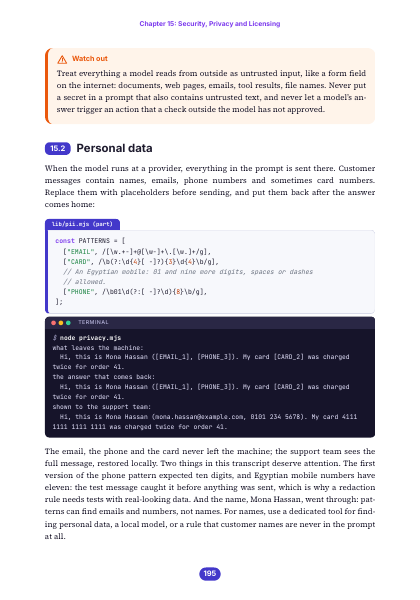 Chapter 15: Security, Privacy and Licensing
Watch out
Treat everything a model reads from outside as untrusted input, like a form field
on the internet: documents, web pages, emails, tool results, file names. Never put
a secret in a prompt that also contains untrusted text, and never let a model's an-
swer trigger an action that a check outside the model has not approved.
15.2 Personal data
When the model runs at a provider, everything in the prompt is sent there. Customer
messages contain names, emails, phone numbers and sometimes card numbers.
Replace them with placeholders before sending, and put them back after the answer
comes home:
lib/pii.mjs (part)
const PATTERNS = [
["EMAIL", /[\w.+-]+@[\w-]+\.[\w.]+/g],
["CARD", /\b(?:\d{4}[ -]?){3}\d{4}\b/g],
// An Egyptian mobile: 01 and nine more digits, spaces or dashes
// allowed.
["PHONE", /\b01\d(?:[ -]?\d){8}\b/g],
];
TERMINAL
$ node privacy.mjs
what leaves the machine:
Hi, this is Mona Hassan ([EMAIL_1], [PHONE_3]). My card [CARD_2] was charged
twice for order 41.
the answer that came back:
Hi, this is Mona Hassan ([EMAIL_1], [PHONE_3]). My card [CARD_2] was charged
twice for order 41.
shown to the support team:
Hi, this is Mona Hassan (mona.hassan@example.com, 0101 234 5678). My card 4111
1111 1111 1111 was charged twice for order 41.
The email, the phone and the card never left the machine; the support team sees the
full message, restored locally. Two things in this transcript deserve attention. The first
version of the phone pattern expected ten digits, and Egyptian mobile numbers have
eleven: the test message caught it before anything was sent, which is why a redaction
rule needs tests with real-looking data. And the name, Mona Hassan, went through: pat-
terns can find emails and numbers, not names. For names, use a dedicated tool for find-
ing personal data, a local model, or a rule that customer names are never in the prompt
at all.
195